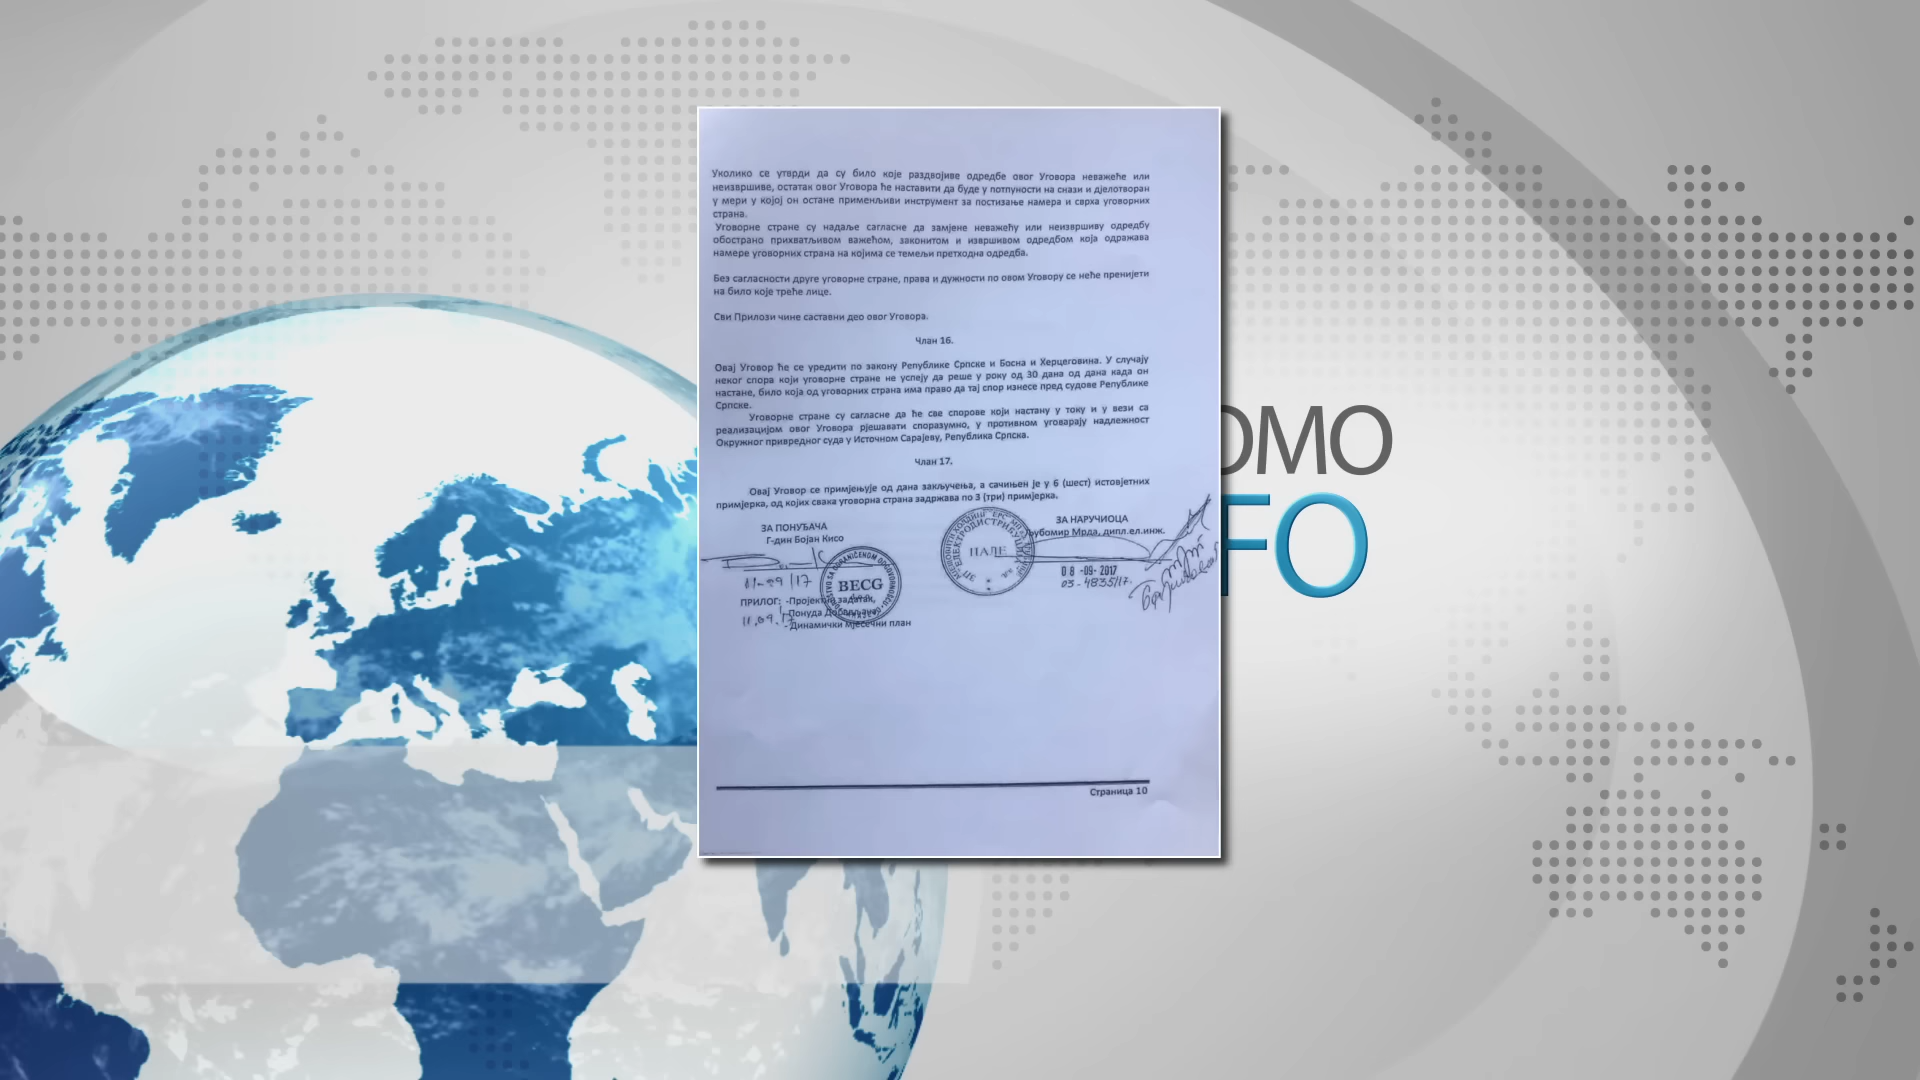 Уколико се утврди да су било које раздвојиве одредбе овог Уговора неважеће или
неизвршиве, остатак овог Уговора ће наставити да буде у потпуности на снази и дјелотворан
у мери у којој он остане применљиви инструмент за постизање намера и сврха уговорних
страна.
Уговорне стране су надаље сагласне да замјене неважећу или неизвршиву одредбу
обострано прихватљивом важећом, законитом и извршивом одредбом која одражава
намере уговорних страна на којима се темељи претходна одредба.
Без сагласности друге уговорне стране, права и дужности по овом Уговору се неће пренијети
на било које треће лице.
Сви Прилози чине саставни део овог Уговора.
Члан 16.
Овај Уговор ће се уредити по закону Републике Српске и Босна и Херцеговина. У случају
неког спора који уговорне стране не успеју да реше у року од 30 дана од дана када он
настане, било која од уговорних страна има право да тај спор изнесе пред судове Републике
Српске.
Уговорне стране су сагласне да ће све спорове који настану у току и у вези са
реализацијом овог Уговора рјешавати споразумно, у противном уговарају надлежност
Окружног привредног суда у Источном Сарајеву, Република Српска.
Члан 17.
Овај Уговор се примјењује од дана закључења, а сачињен је у 6 (шест) истовјетних
примјерка, од којих свака уговорна страна задржава по 3 (три) примјерка.
ЗА ПОНУЂАЧА
Г-дин Бојан Кисо
ЗА НАРУЧИОЦА
Љубомир Мрда, дипл.ел.инж.
ПАЛЕ
ЕЛЕКТРОДИСТРИБУЦИЈА
BECG
D.O.O.
08 -09- 2017
03-4835/17.
11-09/17
ПРИЛОГ: -Пројектни задатак,
- Понуда
11.09.17
- Динамички мјесечни план
Страница 10
OMO
FO